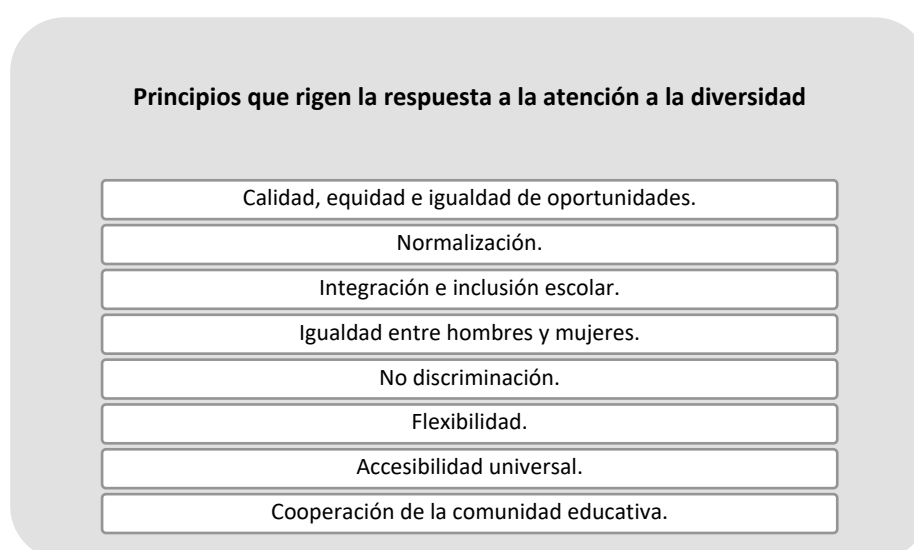 Principios que rigen la respuesta a la atención a la diversidad
Calidad, equidad e igualdad de oportunidades.
Normalización.
Integración e inclusión escolar.
Igualdad entre hombres y mujeres.
No discriminación.
Flexibilidad.
Accesibilidad universal.
Cooperación de la comunidad educativa.